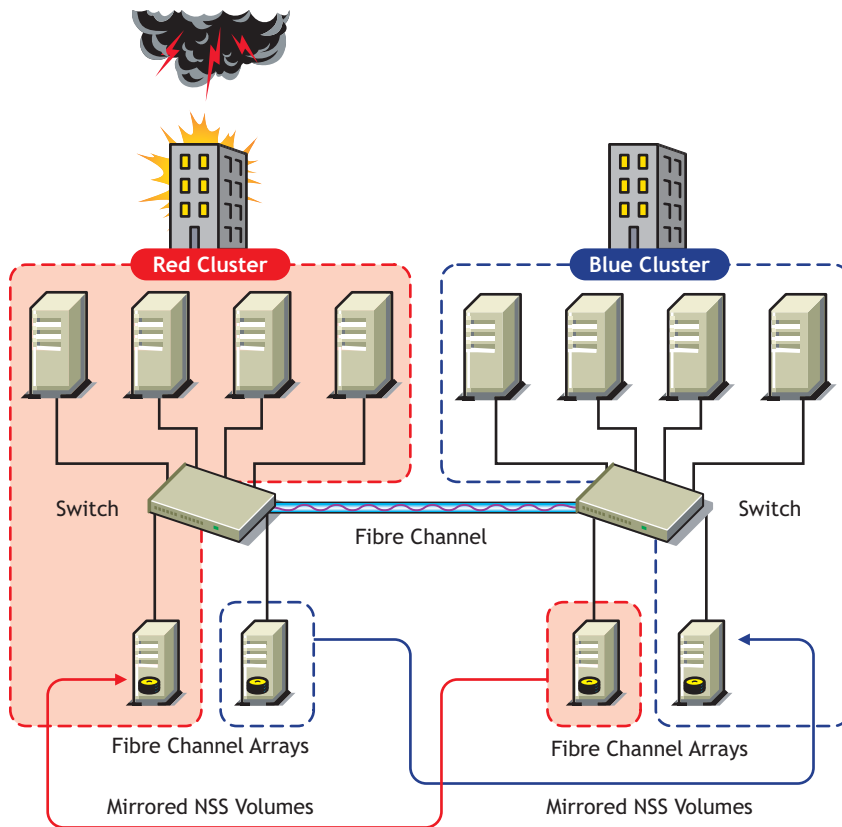 Red Cluster
Blue Cluster
Switch
Switch
Fibre Channel
Fibre Channel Arrays
Fibre Channel Arrays
Mirrored NSS Volumes
Mirrored NSS Volumes